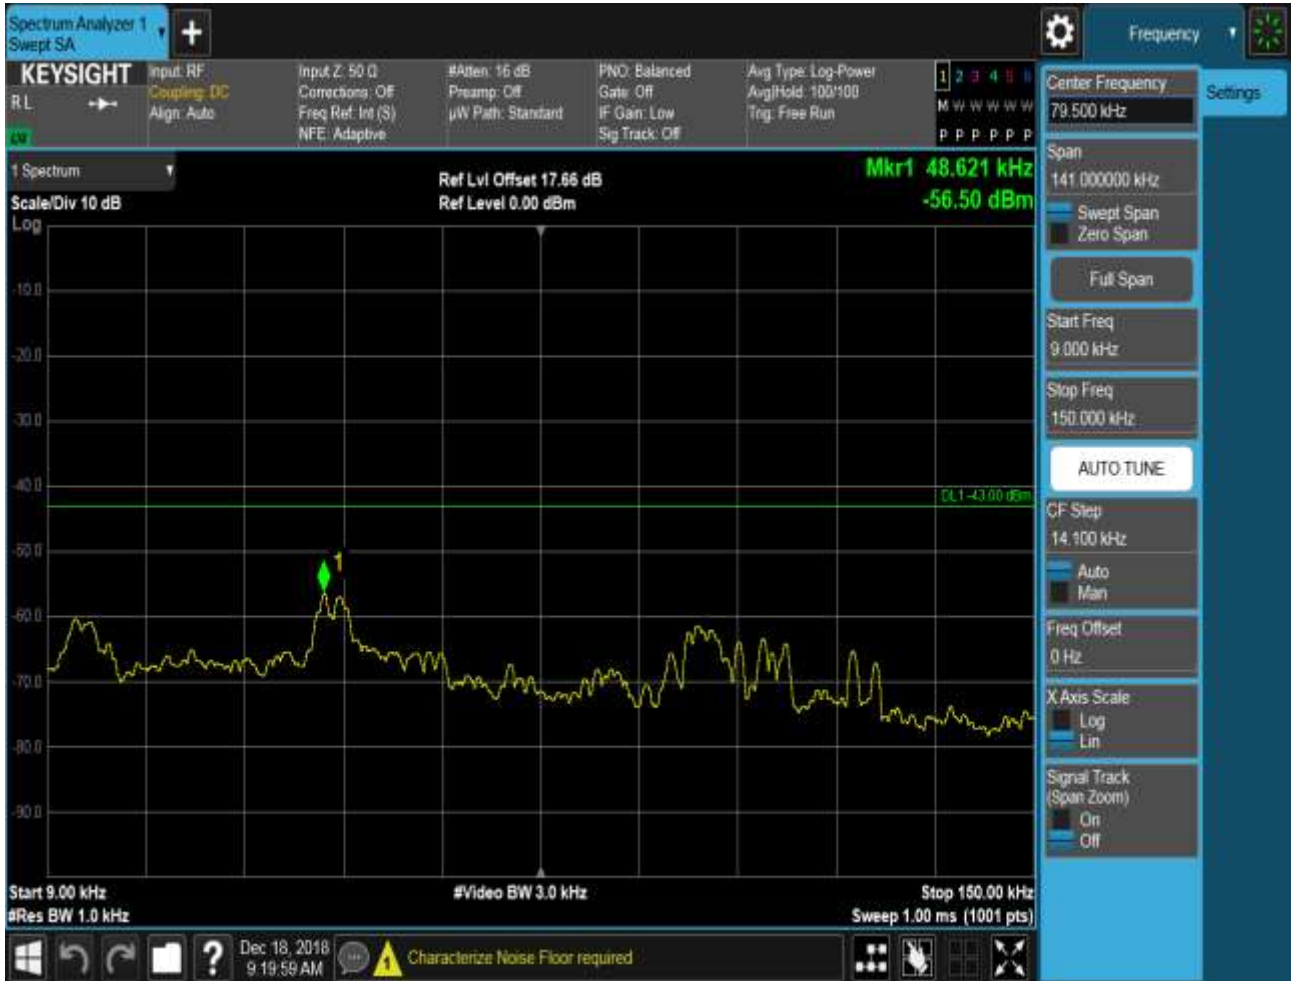 Spectrum Analyzer 1
Swept SA
Frequency
KEYSIGHT
RL
LW
Input: RF
Coupling: DC
Align: Auto
Input Z: 50 Ω
Corrections: Off
Freq Ref: Int (S)
NFE: Adaptive
#Atten: 16 dB
Preamp: Off
µW Path: Standard
PNO: Balanced
Gate: Off
IF Gain: Low
Sig Track: Off
Avg Type: Log-Power
Avg|Hold: 100/100
Trig: Free Run
1 2 3 4 5 6
M W W W W W
P P P P P P
1 Spectrum
Scale/Div 10 dB
Log
Ref Lvl Offset 17.66 dB
Ref Level 0.00 dBm
Mkr1 48.621 kHz
-56.50 dBm
-10.0
-20.0
-30.0
-40.0
DL1 -43.00 dBm
-50.0
1
-60.0
-70.0
-80.0
-90.0
Start 9.00 kHz
#Video BW 3.0 kHz
Stop 150.00 kHz
#Res BW 1.0 kHz
Sweep 1.00 ms (1001 pts)
Center Frequency
79.500 kHz
Settings
Span
141.000000 kHz
Swept Span
Zero Span
Full Span
Start Freq
9.000 kHz
Stop Freq
150.000 kHz
AUTO TUNE
CF Step
14.100 kHz
Auto
Man
Freq Offset
0 Hz
X Axis Scale
Log
Lin
Signal Track
(Span Zoom)
On
Off
?
Dec 18, 2018
9:19:59 AM
Characterize Noise Floor required